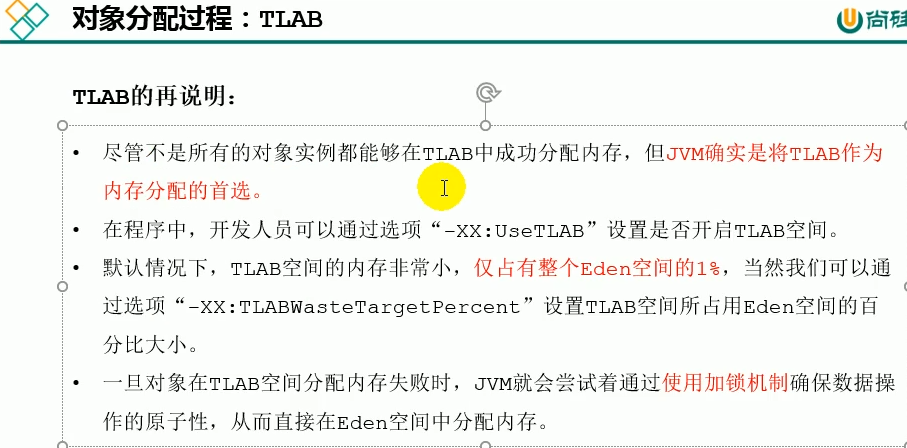 对象分配过程：TLAB
尚硅
TLAB的再说明：
• 尽管不是所有的对象实例都能够在TLAB中成功分配内存，但JVM确实是将TLAB作为
内存分配的首选。
• 在程序中，开发人员可以通过选项“-XX:UseTLAB”设置是否开启TLAB空间。
• 默认情况下，TLAB空间的内存非常小，仅占有整个Eden空间的1%，当然我们可以通
过选项“-XX:TLABWasteTargetPercent”设置TLAB空间所占用Eden空间的百
分比大小。
• 一旦对象在TLAB空间分配内存失败时，JVM就会尝试着通过使用加锁机制确保数据操
作的原子性，从而直接在Eden空间中分配内存。